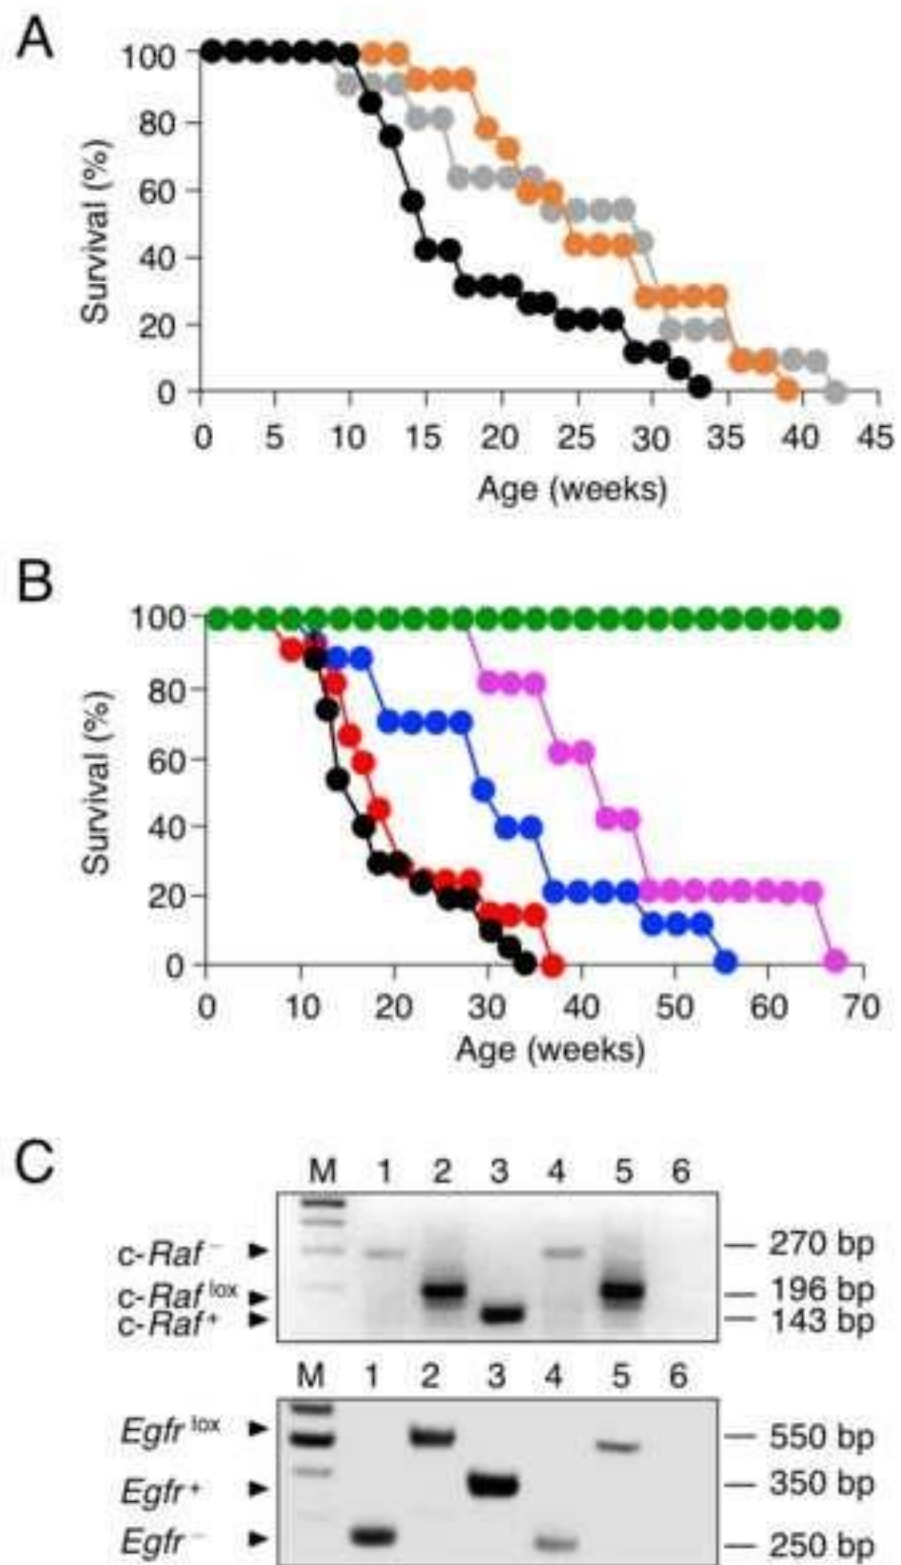 A
100
80
60
40
20
0
Survival (%)
0 5 10 15 20 25 30 35 40 45
Age (weeks)
B
100
80
60
40
20
0
Survival (%)
0 10 20 30 40 50 60 70
Age (weeks)
C
M 1 2 3 4 5 6
c-Raf⁻ 270 bp
c-Raf lox 196 bp
c-Raf⁺ 143 bp
M 1 2 3 4 5 6
Egfr lox 550 bp
Egfr⁺ 350 bp
Egfr⁻ 250 bp